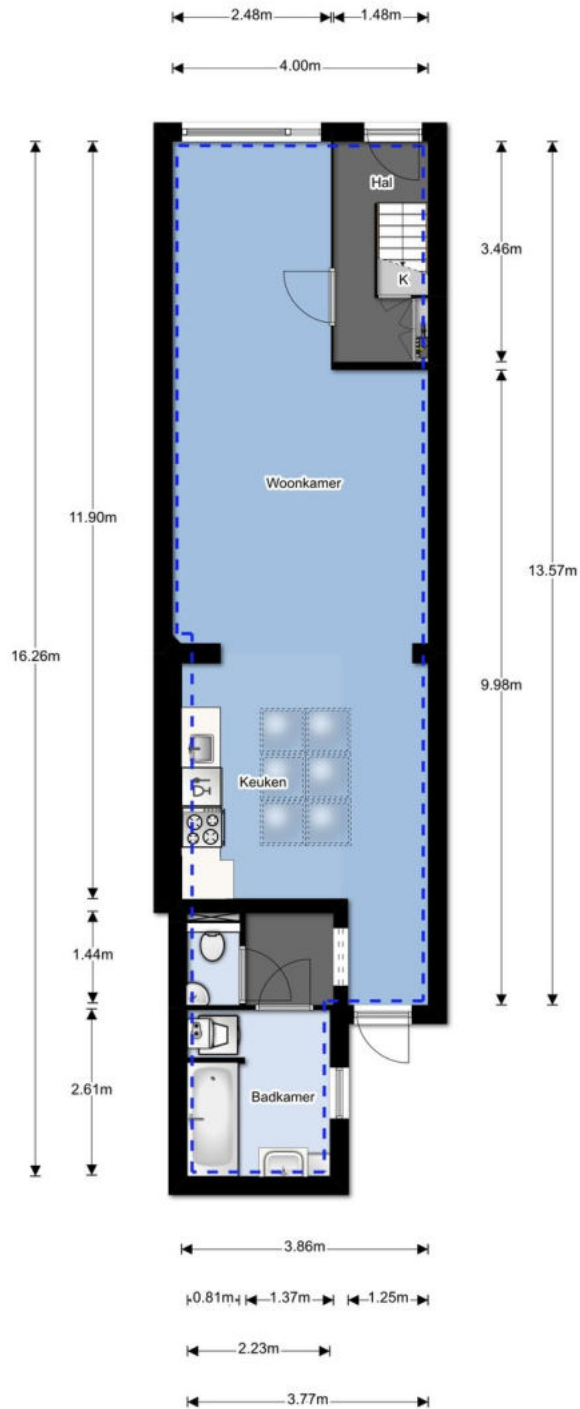 2.48m
1.48m
4.00m
Hal
K
3.46m
Woonkamer
11.90m
13.57m
16.26m
9.98m
Keuken
1.44m
2.61m
Badkamer
3.86m
0.81m
1.37m
1.25m
2.23m
3.77m